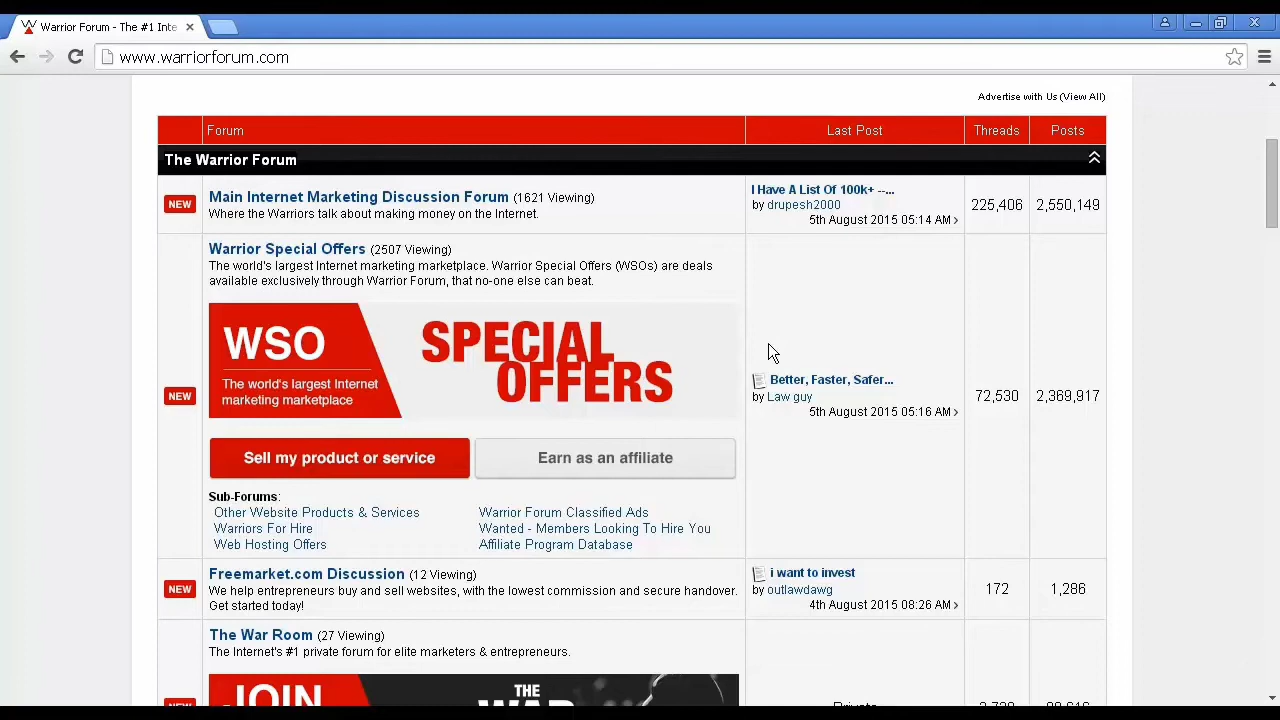 Warrior Forum - The #1 Inte
www.warriorforum.com
Advertise with Us (View All)
Forum Last Post Threads Posts
The Warrior Forum
NEW
Main Internet Marketing Discussion Forum (1621 Viewing)
Where the Warriors talk about making money on the Internet.
I Have A List Of 100k+ --...
by drupesh2000
5th August 2015 05:14 AM
225,406 2,550,149
NEW
Warrior Special Offers (2507 Viewing)
The world's largest Internet marketing marketplace. Warrior Special Offers (WSOs) are deals
available exclusively through Warrior Forum, that no-one else can beat.
WSO
The world's largest Internet
marketing marketplace
SPECIAL
OFFERS
Sell my product or service
Earn as an affiliate
Sub-Forums:
Other Website Products & Services
Warrior Forum Classified Ads
Warriors For Hire
Wanted - Members Looking To Hire You
Web Hosting Offers
Affiliate Program Database
Better, Faster, Safer...
by Law guy
5th August 2015 05:16 AM
72,530 2,369,917
NEW
Freemarket.com Discussion (12 Viewing)
We help entrepreneurs buy and sell websites, with the lowest commission and secure handover.
Get started today!
i want to invest
by outlawdawg
4th August 2015 08:26 AM
172 1,286
The War Room (27 Viewing)
The Internet's #1 private forum for elite marketers & entrepreneurs.
JOIN
THE
WAR